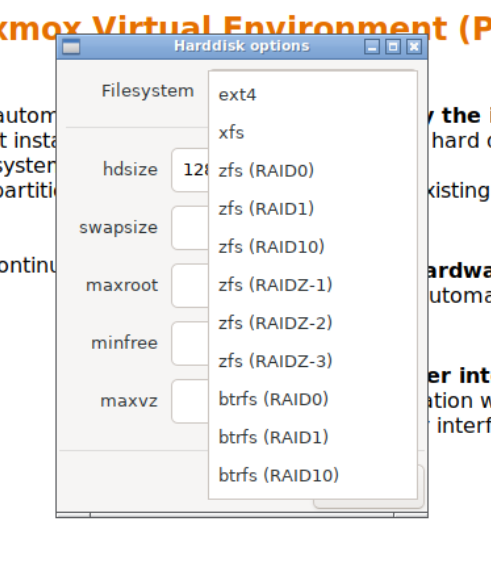 xmox Virtual Environment (P
Harddisk options
Filesystem
ext4
xfs
zfs (RAID0)
zfs (RAID1)
zfs (RAID10)
zfs (RAIDZ-1)
zfs (RAIDZ-2)
zfs (RAIDZ-3)
btrfs (RAID0)
btrfs (RAID1)
btrfs (RAID10)
hdsize 128
swapsize
maxroot
minfree
maxvz
autom
t insta
system
partiti
ontinu
y the i
hard d
xisting
ardwa
utoma
er int
ation w
interf